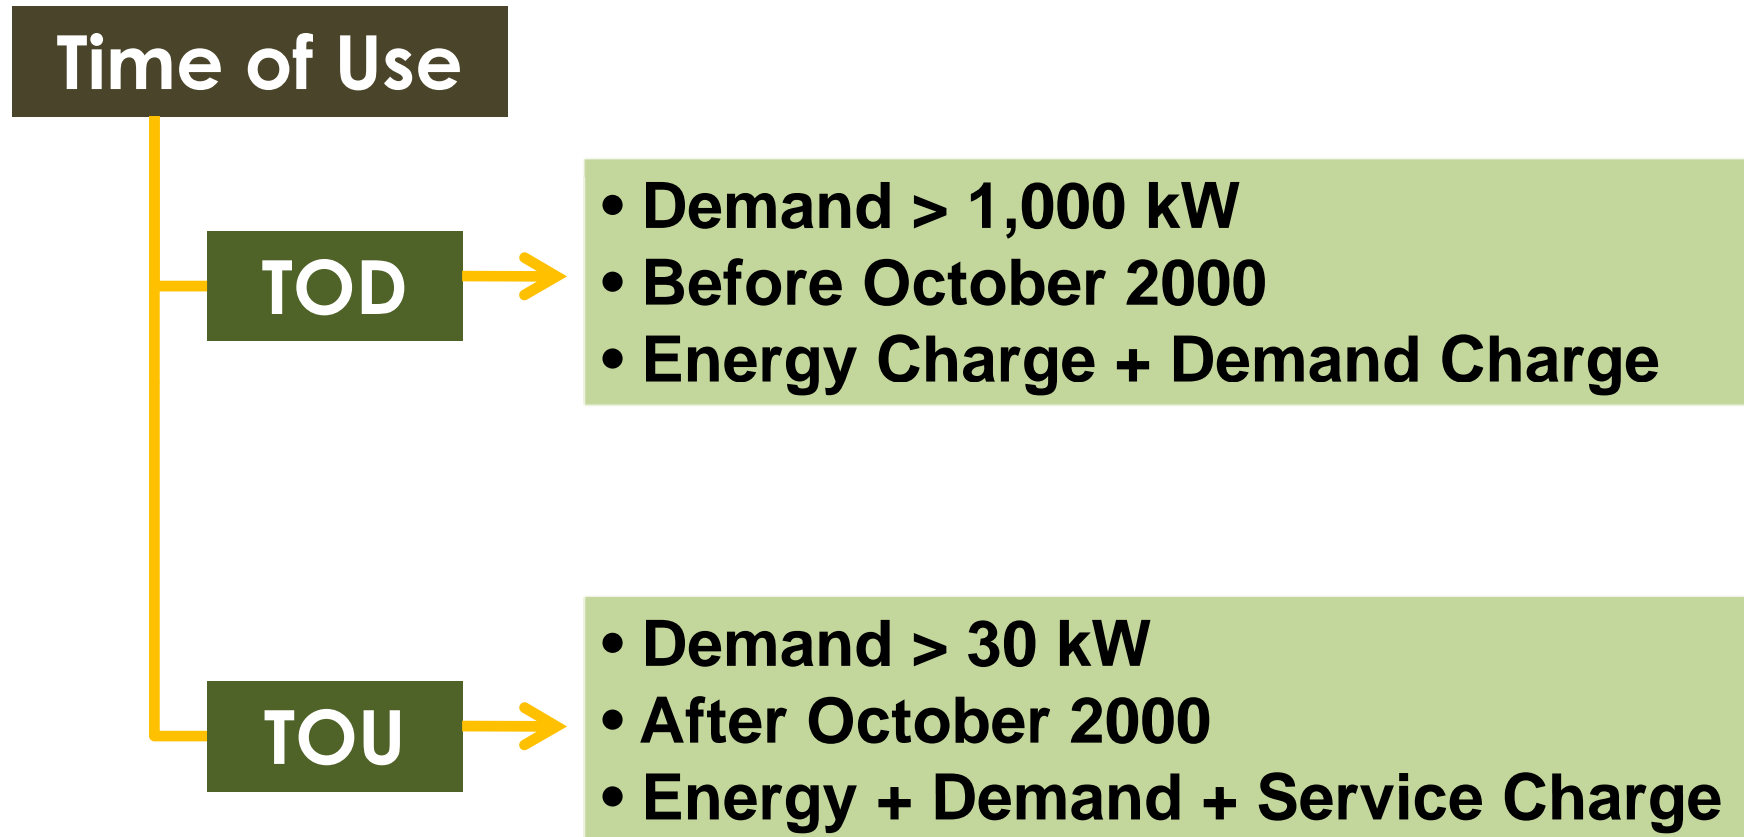 Time of Use
TOD
• Demand > 1,000 kW
• Before October 2000
• Energy Charge + Demand Charge
TOU
• Demand > 30 kW
• After October 2000
• Energy + Demand + Service Charge